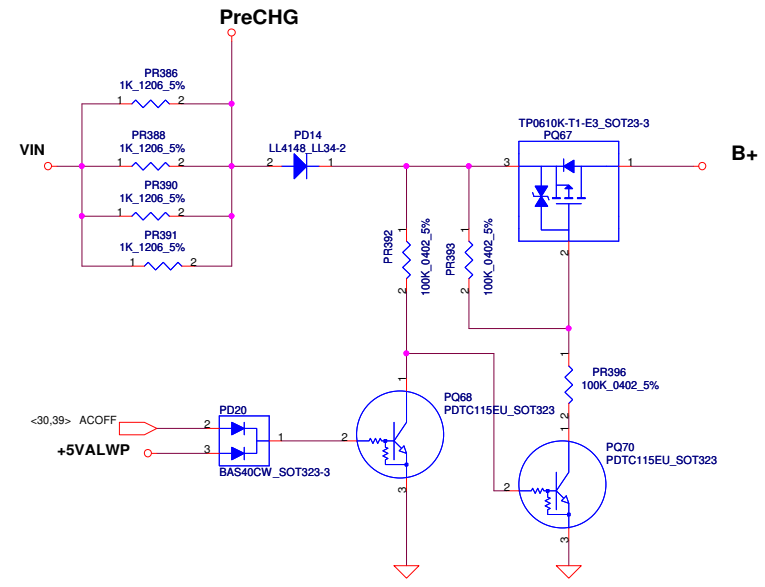 PreCHG
PR386
1K_1206_5%
1 2
PR388
1K_1206_5%
1 2
PR390
1K_1206_5%
1 2
PR391
1K_1206_5%
1 2
VIN
PD14
LL4148_LL34-2
2 1
TP0610K-T1-E3_SOT23-3
PQ67
3 1
2
B+
PR392
100K_0402_5%
1 2
PR393
100K_0402_5%
1 2
PR396
100K_0402_5%
1 2
<30,39> ACOFF
+5VALWP
PD20
2
3
1
BAS40CW_SOT323-3
PQ68
PDTC115EU_SOT323
1
2
3
PQ70
PDTC115EU_SOT323
1
2
3